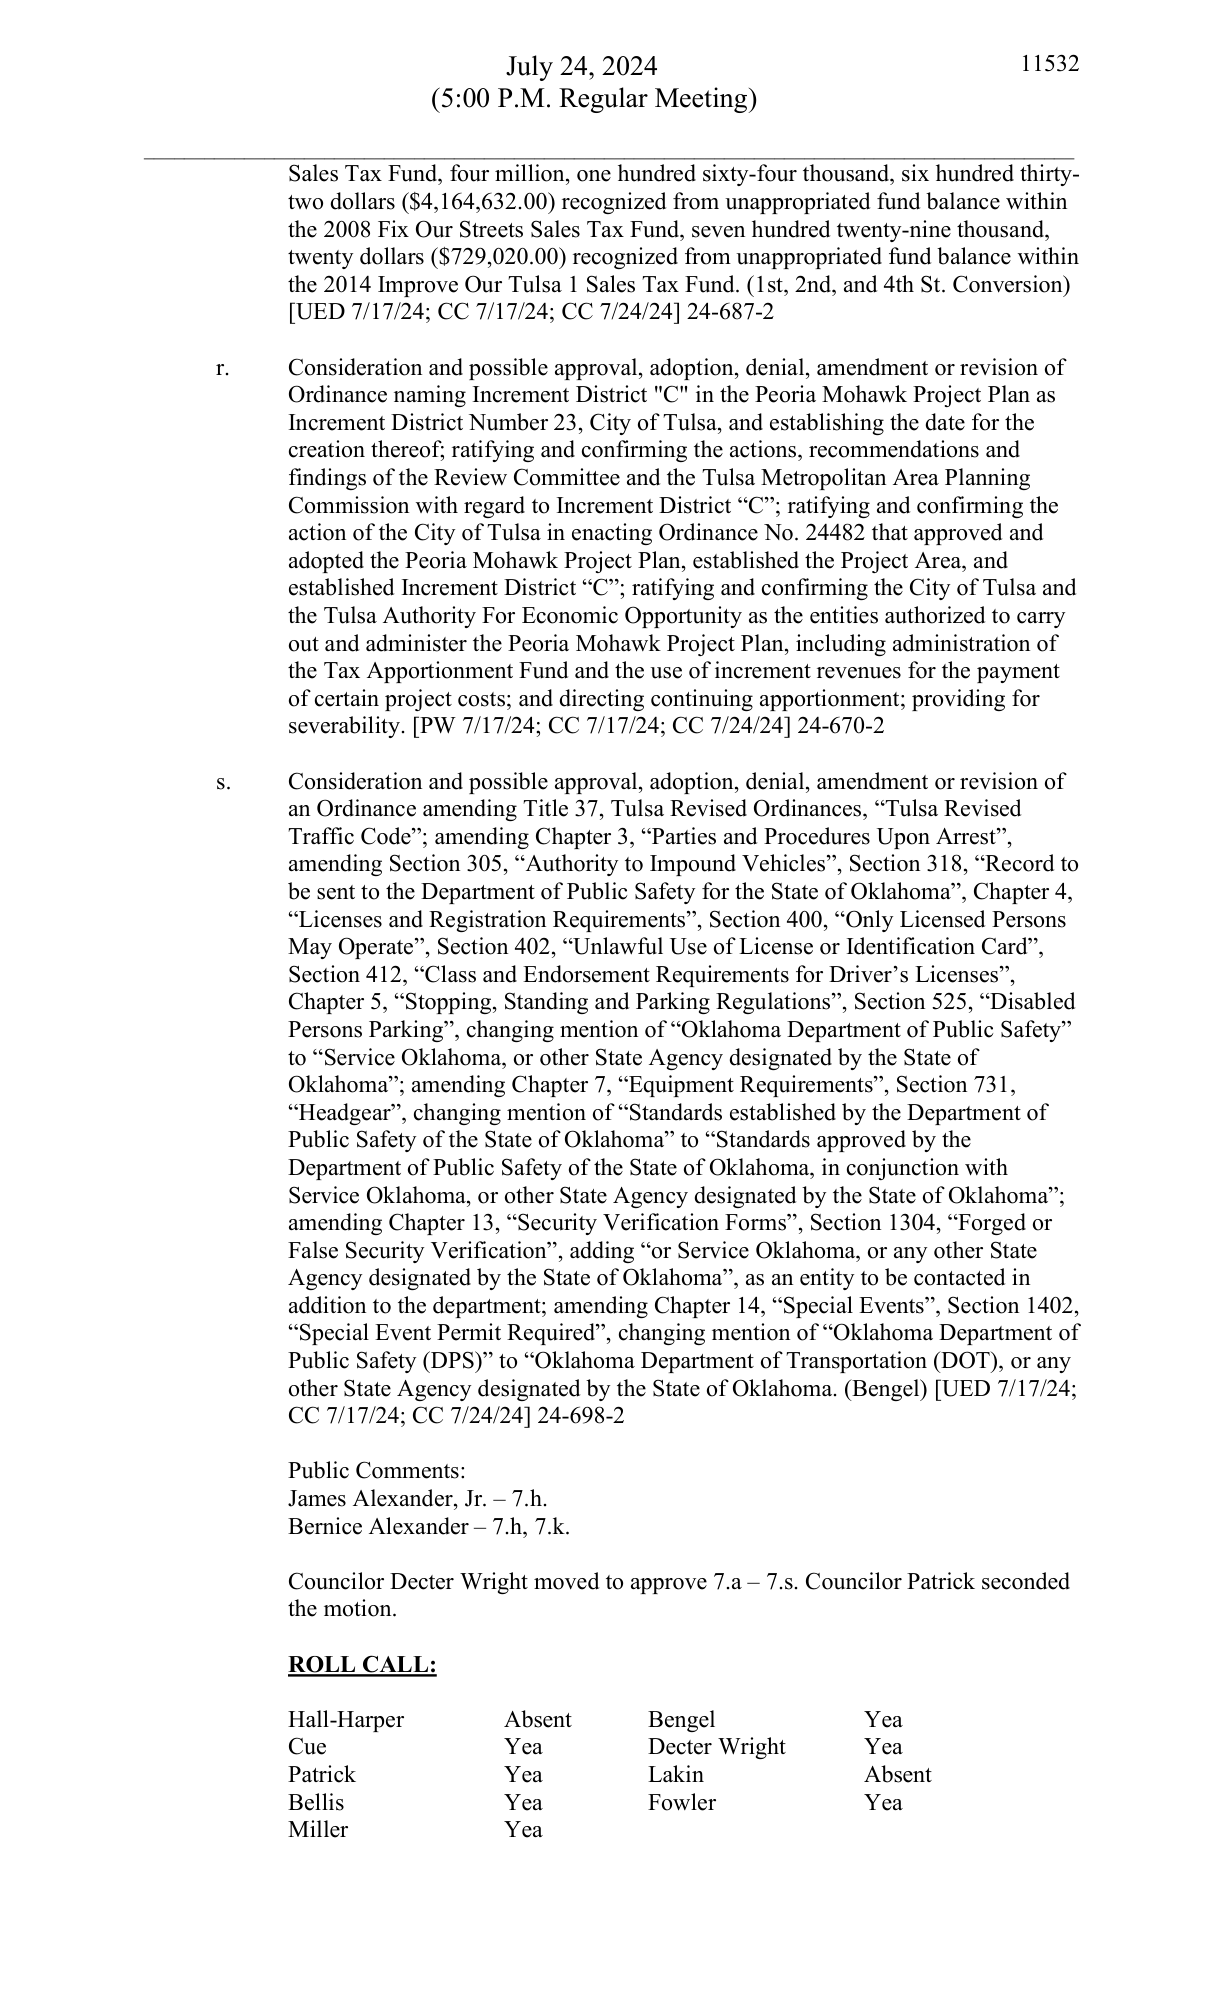 July 24, 2024
11532
(5:00 P.M. Regular Meeting)
Sales Tax Fund, four million, one hundred sixty-four thousand, six hundred thirty-
two dollars ($4,164,632.00) recognized from unappropriated fund balance within
the 2008 Fix Our Streets Sales Tax Fund, seven hundred twenty-nine thousand,
twenty dollars ($729,020.00) recognized from unappropriated fund balance within
the 2014 Improve Our Tulsa 1 Sales Tax Fund. (1st, 2nd, and 4th St. Conversion)
[UED 7/17/24; CC 7/17/24; CC 7/24/24] 24-687-2
r. Consideration and possible approval, adoption, denial, amendment or revision of
Ordinance naming Increment District "C" in the Peoria Mohawk Project Plan as
Increment District Number 23, City of Tulsa, and establishing the date for the
creation thereof; ratifying and confirming the actions, recommendations and
findings of the Review Committee and the Tulsa Metropolitan Area Planning
Commission with regard to Increment District “C”; ratifying and confirming the
action of the City of Tulsa in enacting Ordinance No. 24482 that approved and
adopted the Peoria Mohawk Project Plan, established the Project Area, and
established Increment District “C”; ratifying and confirming the City of Tulsa and
the Tulsa Authority For Economic Opportunity as the entities authorized to carry
out and administer the Peoria Mohawk Project Plan, including administration of
the Tax Apportionment Fund and the use of increment revenues for the payment
of certain project costs; and directing continuing apportionment; providing for
severability. [PW 7/17/24; CC 7/17/24; CC 7/24/24] 24-670-2
s. Consideration and possible approval, adoption, denial, amendment or revision of
an Ordinance amending Title 37, Tulsa Revised Ordinances, “Tulsa Revised
Traffic Code”; amending Chapter 3, “Parties and Procedures Upon Arrest”,
amending Section 305, “Authority to Impound Vehicles”, Section 318, “Record to
be sent to the Department of Public Safety for the State of Oklahoma”, Chapter 4,
“Licenses and Registration Requirements”, Section 400, “Only Licensed Persons
May Operate”, Section 402, “Unlawful Use of License or Identification Card”,
Section 412, “Class and Endorsement Requirements for Driver’s Licenses”,
Chapter 5, “Stopping, Standing and Parking Regulations”, Section 525, “Disabled
Persons Parking”, changing mention of “Oklahoma Department of Public Safety”
to “Service Oklahoma, or other State Agency designated by the State of
Oklahoma”; amending Chapter 7, “Equipment Requirements”, Section 731,
“Headgear”, changing mention of “Standards established by the Department of
Public Safety of the State of Oklahoma” to “Standards approved by the
Department of Public Safety of the State of Oklahoma, in conjunction with
Service Oklahoma, or other State Agency designated by the State of Oklahoma”;
amending Chapter 13, “Security Verification Forms”, Section 1304, “Forged or
False Security Verification”, adding “or Service Oklahoma, or any other State
Agency designated by the State of Oklahoma”, as an entity to be contacted in
addition to the department; amending Chapter 14, “Special Events”, Section 1402,
“Special Event Permit Required”, changing mention of “Oklahoma Department of
Public Safety (DPS)” to “Oklahoma Department of Transportation (DOT), or any
other State Agency designated by the State of Oklahoma. (Bengel) [UED 7/17/24;
CC 7/17/24; CC 7/24/24] 24-698-2
Public Comments:
James Alexander, Jr. – 7.h.
Bernice Alexander – 7.h, 7.k.
Councilor Decter Wright moved to approve 7.a – 7.s. Councilor Patrick seconded
the motion.
ROLL CALL:
Hall-Harper Absent Bengel Yea
Cue Yea Decter Wright Yea
Patrick Yea Lakin Absent
Bellis Yea Fowler Yea
Miller Yea